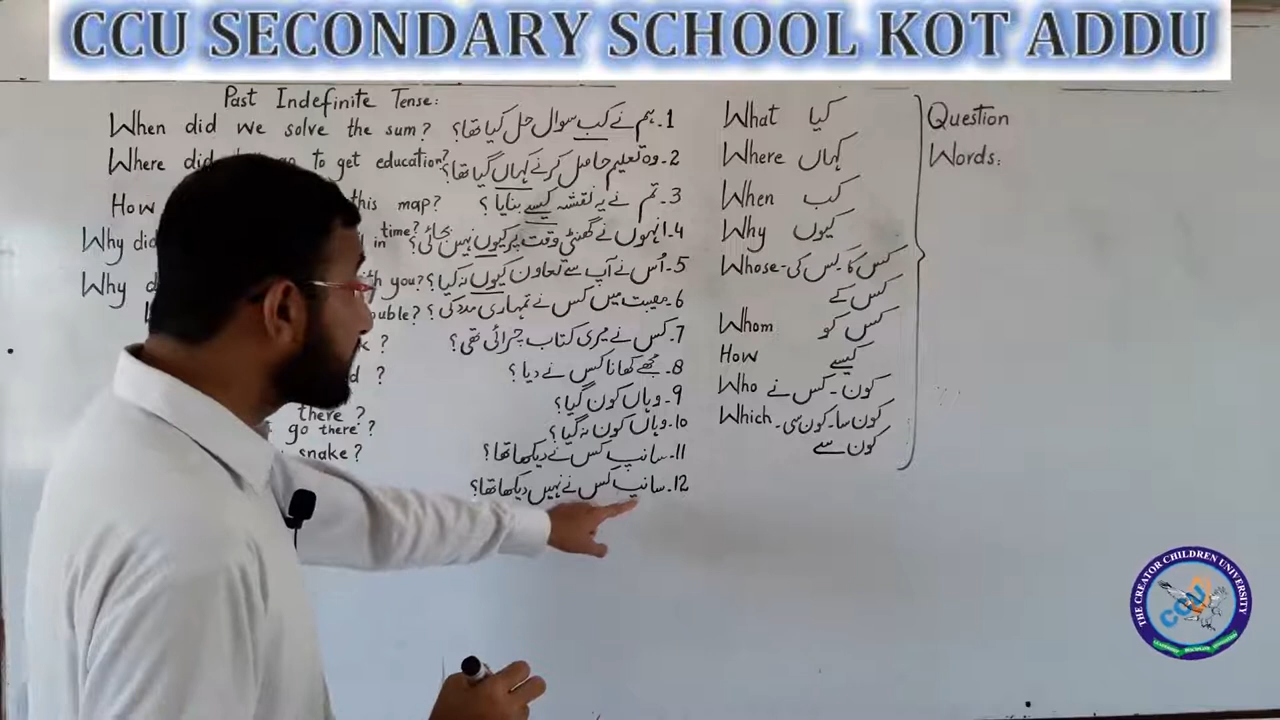 CCU SECONDARY SCHOOL KOT ADDU
Past Indefinite Tense:
When did we solve the sum? 1۔ ہم نے کب سوال حل کیا تھا؟
Where did to get education? 2۔ وہ تعلیم حاصل کرنے کہاں گیا تھا؟
How this map? 3۔ تم نے یہ نقشہ کیسے بنایا؟
Why did in time? 4۔ انہوں نے گھنٹی وقت پر کیوں نہیں بجائی؟
Why with you? 5۔ اُس نے آپ سے تعاون کیوں نہ کیا؟
6۔ مصیبت میں کس نے تمہاری مدد کی؟
7۔ کس نے میری کتاب چرائی تھی؟
? 8۔ مجھے کھانا کس نے دیا؟
there? 9۔ وہاں کون گیا؟
go there? 10۔ وہاں کون نہ گیا؟
snake? 11۔ سانپ کس نے دیکھا تھا؟
12۔ سانپ کس نے نہیں دیکھا تھا؟
What کیا
Where کہاں
When کب
Why کیوں
Whose - کس کا۔ کس کی
کس کے
Whom کس کو
How کیسے
Who کون۔ کس نے
Which کون سا۔ کون سی۔
کون سے
Question
Words:
THE CREATOR CHILDREN UNIVERSITY
CCU